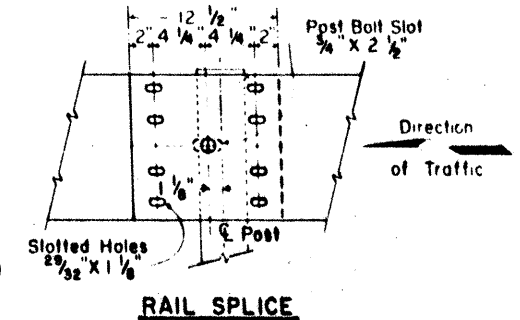 12 ½"
2" 4 ¼" 4 ¼" 2"
Post Bolt Slot
¾" X 2 ½"
Direction
of Traffic
1 ⅛"
℄ Post
Slotted Holes
29/32" X 1 ⅛"
RAIL SPLICE